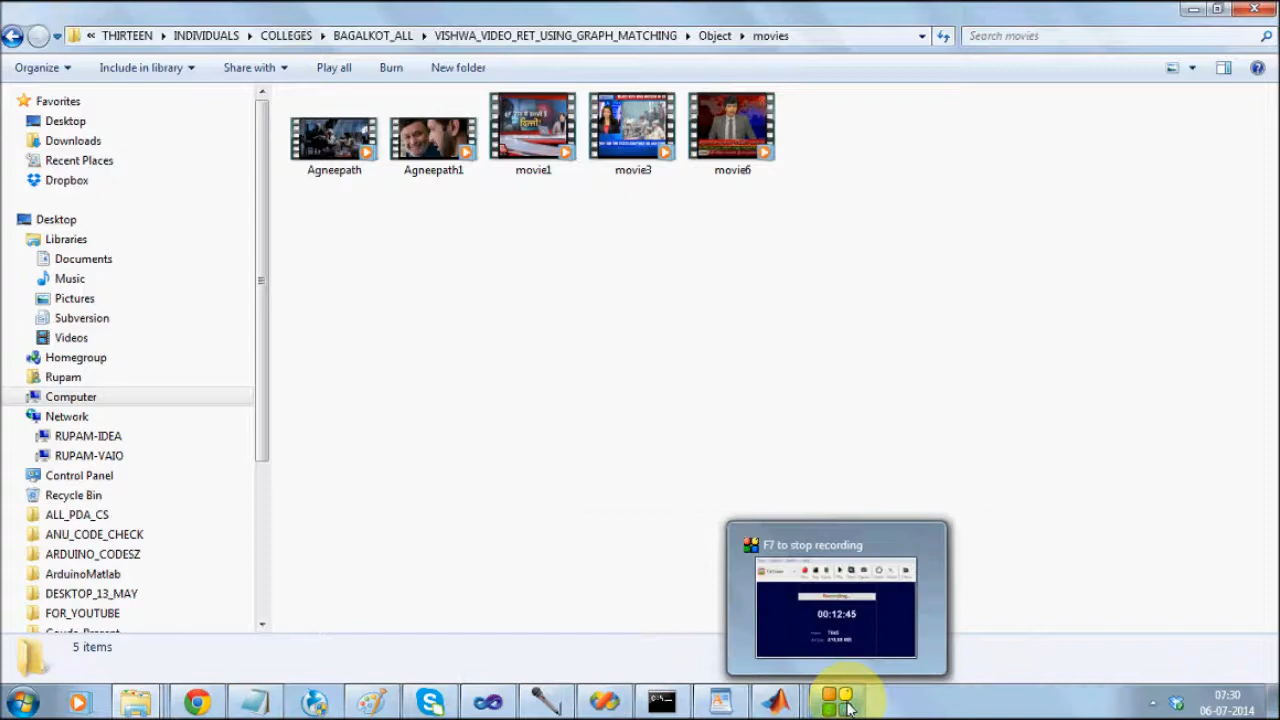 « THIRTEEN ▸ INDIVIDUALS ▸ COLLEGES ▸ BAGALKOT_ALL ▸ VISHWA_VIDEO_RET_USING_GRAPH_MATCHING ▸ Object ▸ movies
Search movies
Organize Include in library Share with Play all Burn New folder
Favorites
Desktop
Downloads
Recent Places
Dropbox
Desktop
Libraries
Documents
Music
Pictures
Subversion
Videos
Homegroup
Rupam
Computer
Network
RUPAM-IDEA
RUPAM-VAIO
Control Panel
Recycle Bin
ALL_PDA_CS
ANU_CODE_CHECK
ARDUINO_CODESZ
ArduinoMatlab
DESKTOP_13_MAY
FOR_YOUTUBE
Agneepath
Agneepath1
movie1
movie3
movie6
F7 to stop recording
Recording...
00:12:45
5 items
07:30
06-07-2014